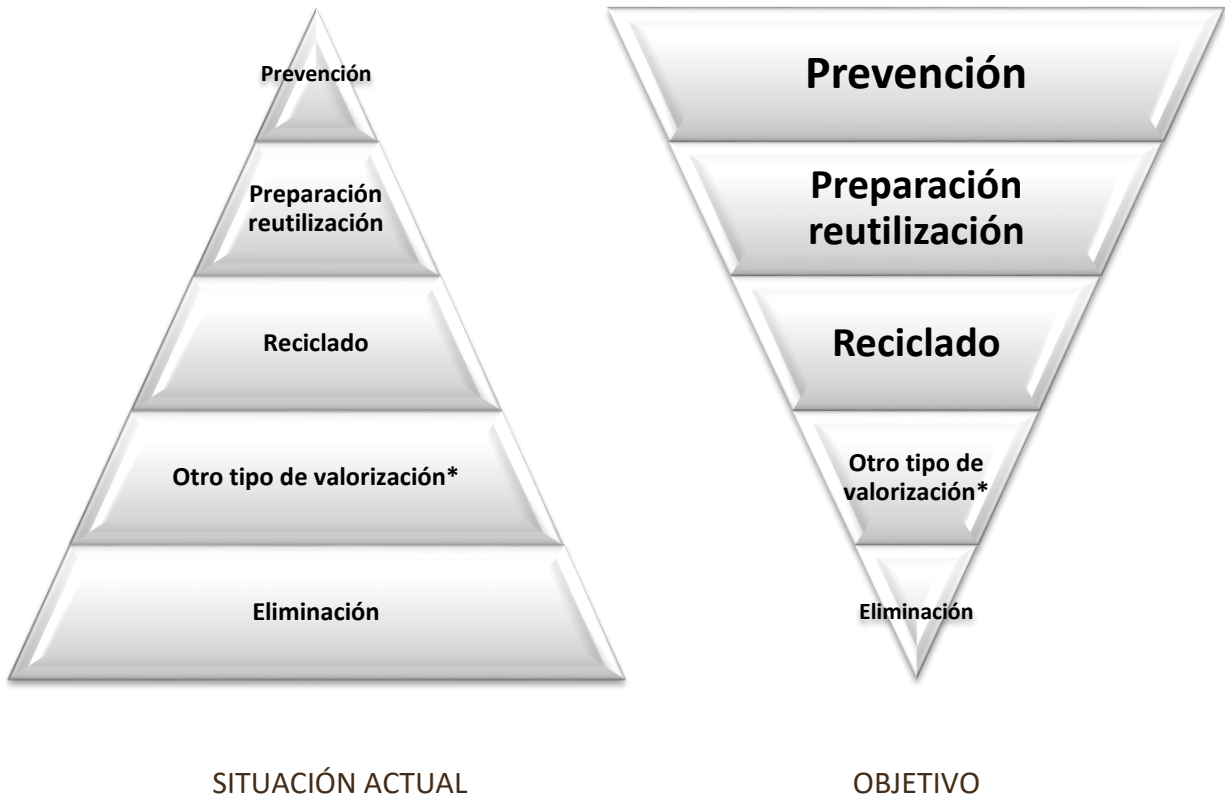 Prevención
Preparación
reutilización
Reciclado
Otro tipo de valorización*
Eliminación
SITUACIÓN ACTUAL
Prevención
Preparación
reutilización
Reciclado
Otro tipo de
valorización*
Eliminación
OBJETIVO